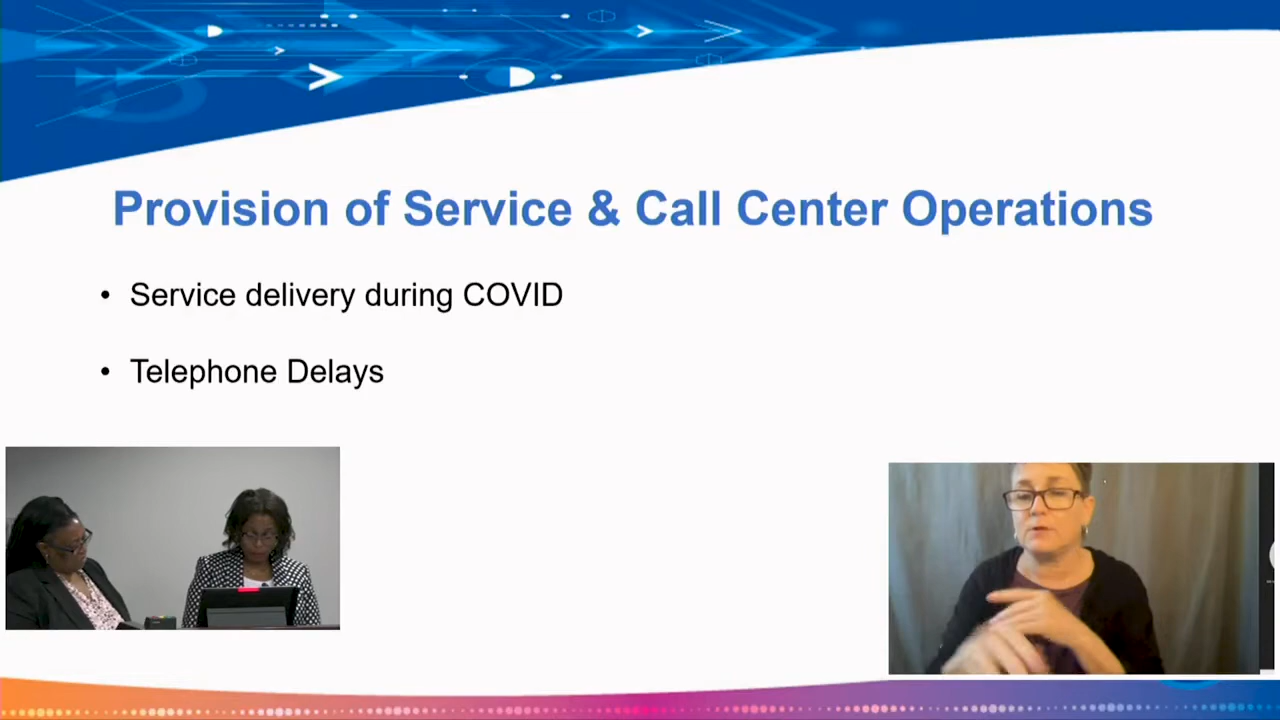 Provision of Service & Call Center Operations
• Service delivery during COVID
• Telephone Delays